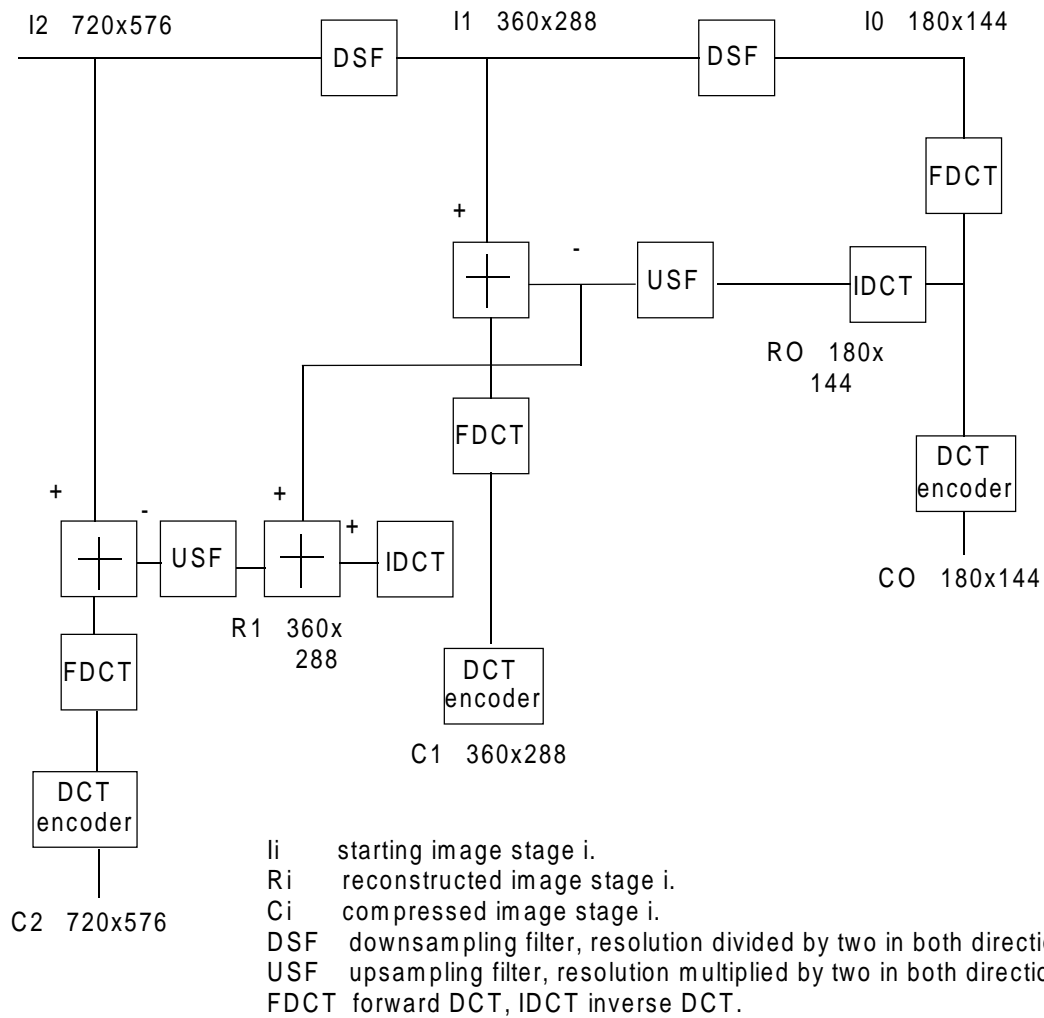 I2 720x576
I1 360x288
I0 180x144
DSF
DSF
FDCT
+
-
USF
IDCT
RO 180x
144
FDCT
DCT
encoder
+
-
+
+
USF
IDCT
CO 180x144
R1 360x
288
FDCT
DCT
encoder
C1 360x288
DCT
encoder
C2 720x576
Ii starting image stage i.
Ri reconstructed image stage i.
Ci compressed image stage i.
DSF downsampling filter, resolution divided by two in both directi
USF upsampling filter, resolution multiplied by two in both directio
FDCT forward DCT, IDCT inverse DCT.